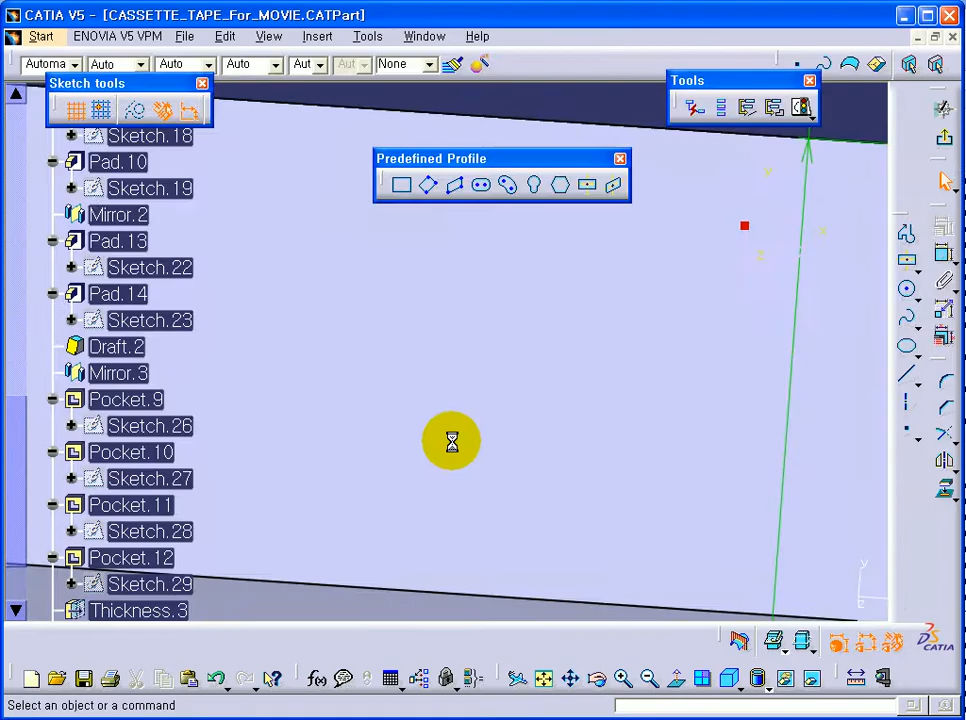 CATIA V5 - [CASSETTE_TAPE_For_MOVIE.CATPart]
Start ENOVIA V5 VPM File Edit View Insert Tools Window Help
Automa Auto Auto Auto Aut Aut None
Sketch tools
Tools
Predefined Profile
Sketch.18
Pad.10
Sketch.19
Mirror.2
Pad.13
Sketch.22
Pad.14
Sketch.23
Draft.2
Mirror.3
Pocket.9
Sketch.26
Pocket.10
Sketch.27
Pocket.11
Sketch.28
Pocket.12
Sketch.29
Thickness.3
y
x
z
y
z
f(x)
CATIA
Select an object or a command